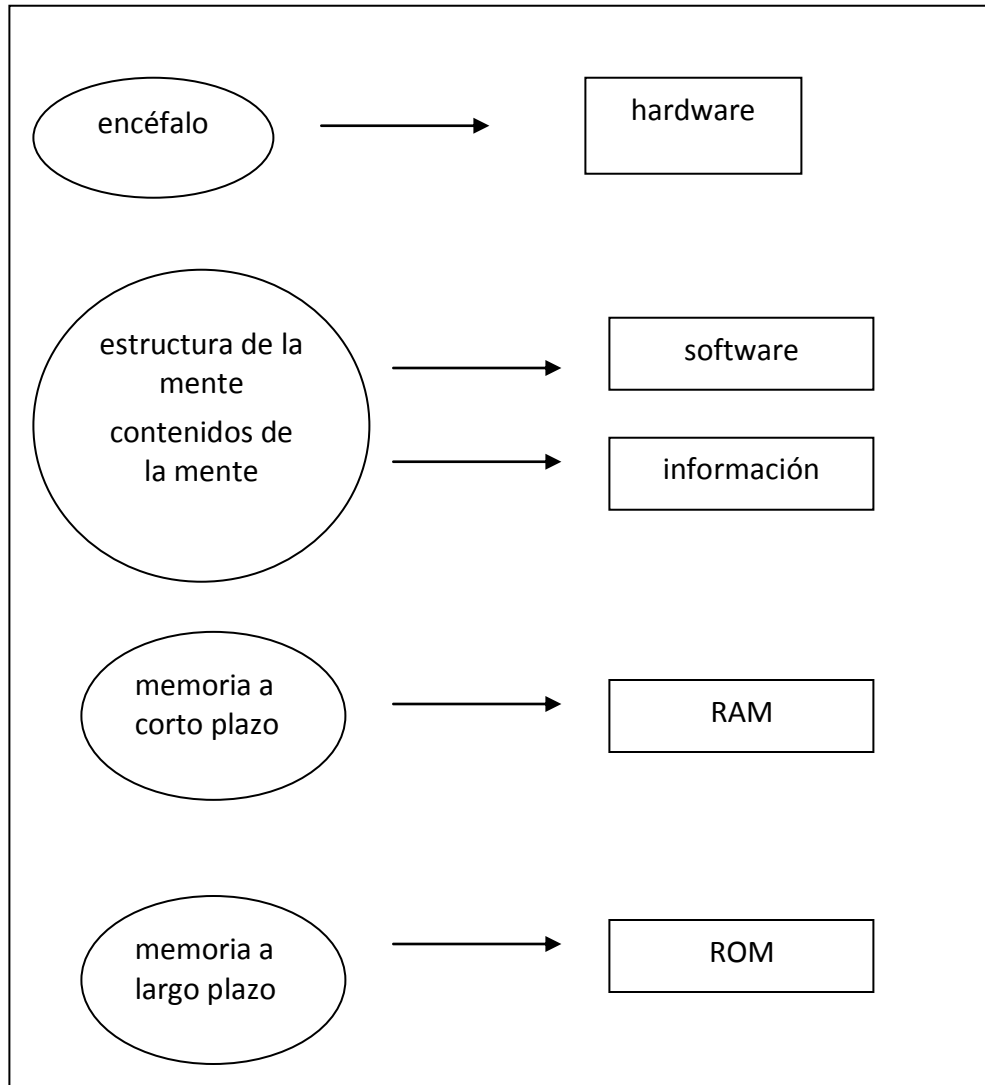 encéfalo
hardware
estructura de la
mente
contenidos de
la mente
software
información
memoria a
corto plazo
RAM
memoria a
largo plazo
ROM